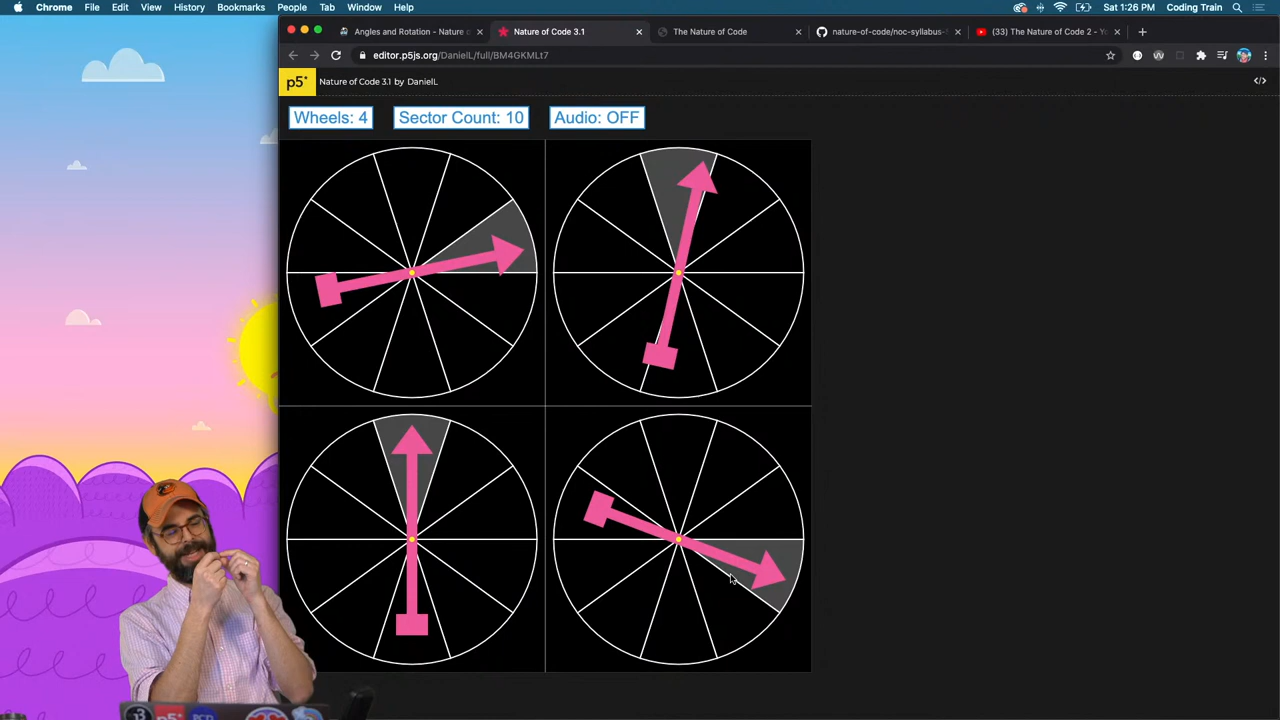 Chrome File Edit View History Bookmarks People Tab Window Help Sat 1:26 PM Coding Train
Angies and Rotation - Nature o
Nature of Code 3.1
The Nature of Code
nature-of-code/noc-syllabus-S
(33) The Nature of Code 2 - Yo
editor.p5js.org/DanielL/full/BM4GKMLt7
p5* Nature of Code 3.1 by DanielL </>
Wheels: 4 Sector Count: 10 Audio: OFF
p5*